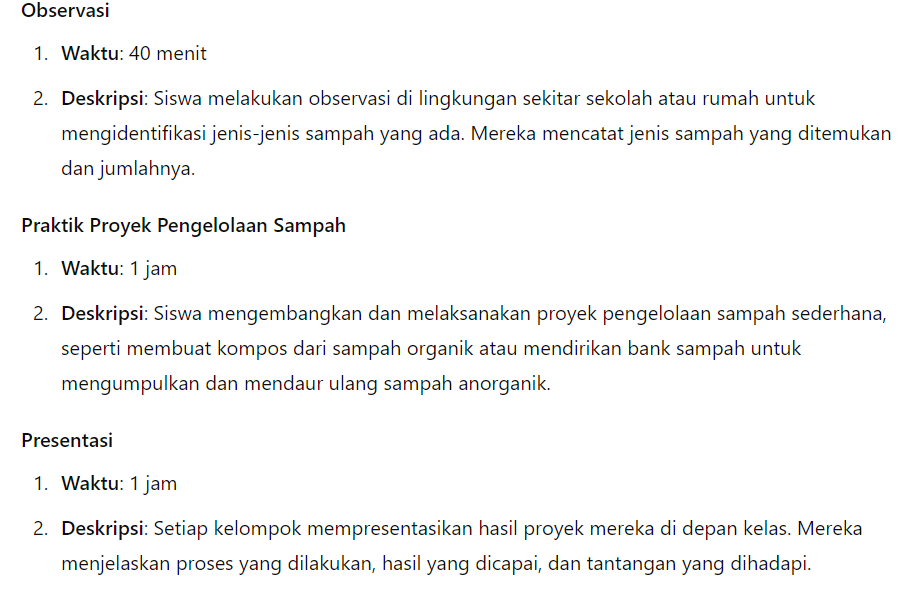 Observasi
1. Waktu: 40 menit
2. Deskripsi: Siswa melakukan observasi di lingkungan sekitar sekolah atau rumah untuk
mengidentifikasi jenis-jenis sampah yang ada. Mereka mencatat jenis sampah yang ditemukan
dan jumlahnya.
Praktik Proyek Pengelolaan Sampah
1. Waktu: 1 jam
2. Deskripsi: Siswa mengembangkan dan melaksanakan proyek pengelolaan sampah sederhana,
seperti membuat kompos dari sampah organik atau mendirikan bank sampah untuk
mengumpulkan dan mendaur ulang sampah anorganik.
Presentasi
1. Waktu: 1 jam
2. Deskripsi: Setiap kelompok mempresentasikan hasil proyek mereka di depan kelas. Mereka
menjelaskan proses yang dilakukan, hasil yang dicapai, dan tantangan yang dihadapi.